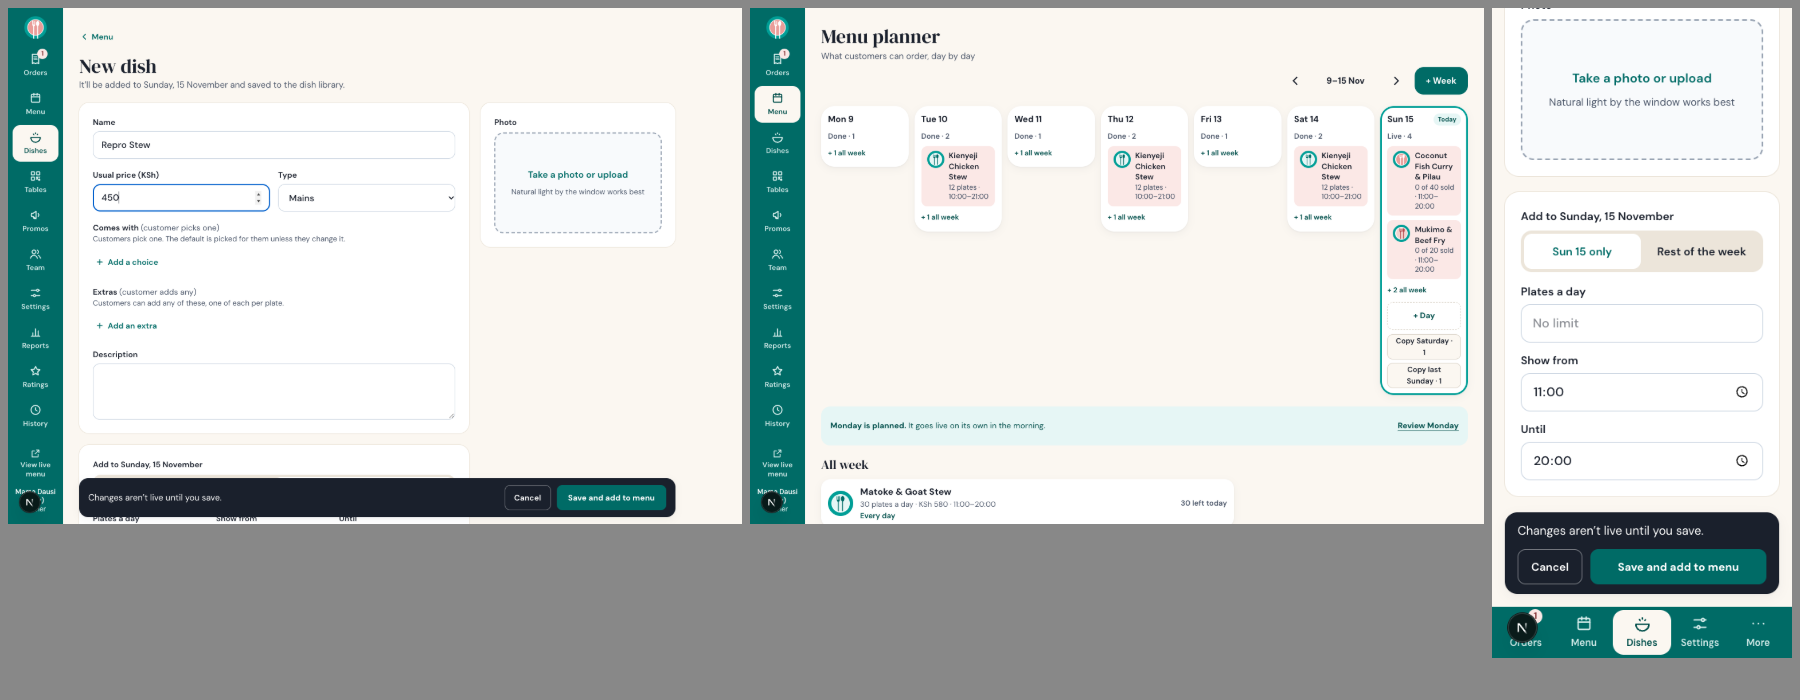 1
Orders
Menu
Dishes
Tables
Promos
Team
Settings
Reports
Ratings
History
View live
menu
Mama Dausi
N
Menu
New dish
It'll be added to Sunday, 15 November and saved to the dish library.
Name
Repro Stew
Usual price (KSh)
Type
450
Mains
Comes with (customer picks one)
Customers pick one. The default is picked for them unless they change it.
+ Add a choice
Extras (customer adds any)
Customers can add any of these, one of each per plate.
+ Add an extra
Description
Photo
Take a photo or upload
Natural light by the window works best
Add to Sunday, 15 November
Changes aren't live until you save.
Cancel
Save and add to menu
Plates a day
Show from
Until
1
Orders
Menu
Dishes
Tables
Promos
Team
Settings
Reports
Ratings
History
View live
menu
Mama Dausi
N
Menu planner
What customers can order, day by day
9–15 Nov
+ Week
Mon 9
Done · 1
+ 1 all week
Tue 10
Done · 2
Kienyeji
Chicken
Stew
12 plates ·
10:00–21:00
+ 1 all week
Wed 11
Done · 1
+ 1 all week
Thu 12
Done · 2
Kienyeji
Chicken
Stew
12 plates ·
10:00–21:00
+ 1 all week
Fri 13
Done · 1
+ 1 all week
Sat 14
Done · 2
Kienyeji
Chicken
Stew
12 plates ·
10:00–21:00
+ 1 all week
Sun 15
Today
Live · 4
Coconut
Fish Curry
& Pilau
0 of 40 sold
· 11:00–
20:00
Mukimo &
Beef Fry
0 of 20 sold
· 11:00–
20:00
+ 2 all week
+ Day
Copy Saturday ·
1
Copy last
Sunday · 1
Monday is planned. It goes live on its own in the morning.
Review Monday
All week
Matoke & Goat Stew
30 plates a day · KSh 580 · 11:00–20:00
Every day
30 left today
Take a photo or upload
Natural light by the window works best
Add to Sunday, 15 November
Sun 15 only
Rest of the week
Plates a day
No limit
Show from
11:00
Until
20:00
Changes aren't live until you save.
Cancel
Save and add to menu
1
N
Orders
Menu
Dishes
Settings
More